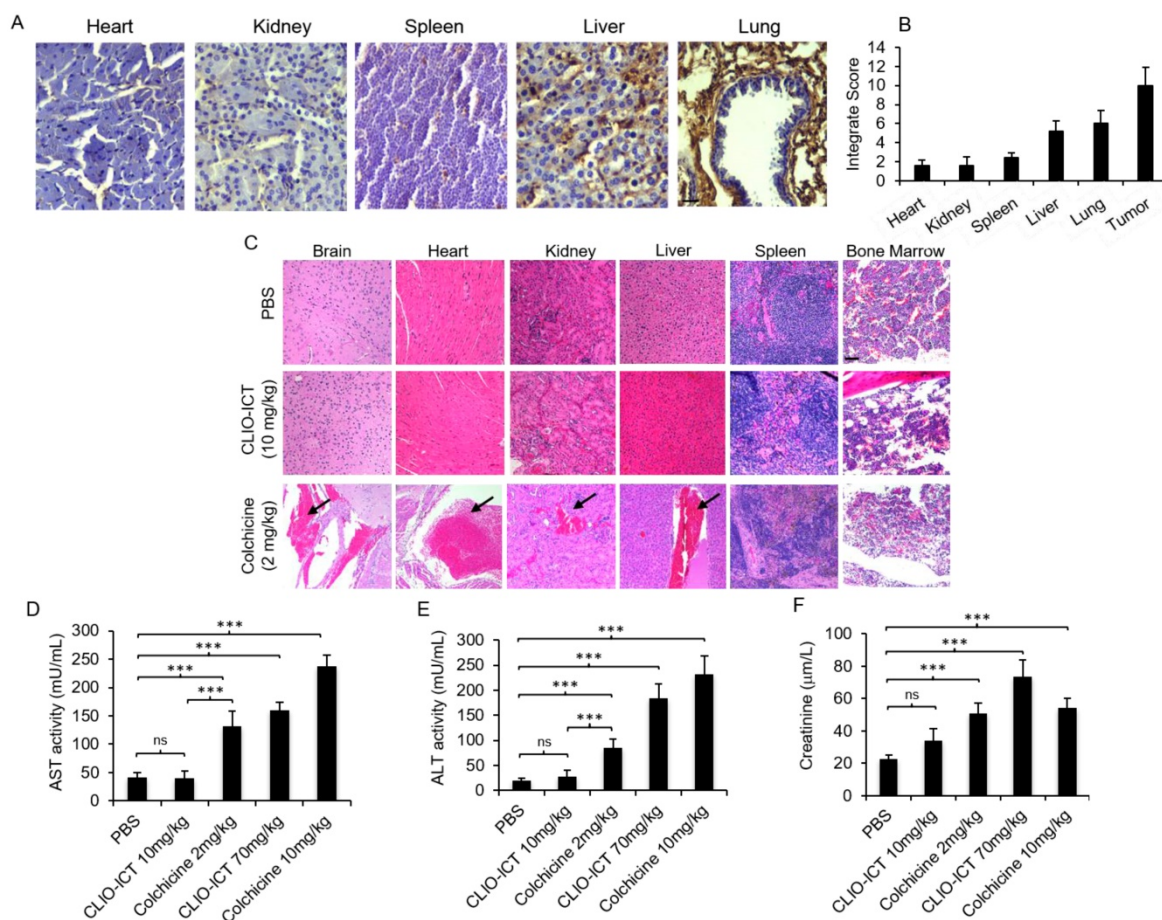 A
Heart Kidney Spleen Liver Lung
B
Integrate Score
14
12
10
8
6
4
2
0
Heart Kidney Spleen Liver Lung Tumor
C
Brain Heart Kidney Liver Spleen Bone Marrow
PBS
CLIO-ICT
(10 mg/kg)
Colchicine
(2 mg/kg)
D
AST activity (mU/mL)
300
250
200
150
100
50
0
***
***
***
***
ns
PBS
CLIO-ICT 10mg/kg
Colchicine 2mg/kg
CLIO-ICT 70mg/kg
Colchicine 10mg/kg
E
ALT activity (mU/mL)
300
250
200
150
100
50
0
***
***
***
***
ns
PBS
CLIO-ICT 10mg/kg
Colchicine 2mg/kg
CLIO-ICT 70mg/kg
Colchicine 10mg/kg
F
Creatinine (µm/L)
100
80
60
40
20
0
***
***
***
ns
PBS
CLIO-ICT 10mg/kg
Colchicine 2mg/kg
CLIO-ICT 70mg/kg
Colchicine 10mg/kg